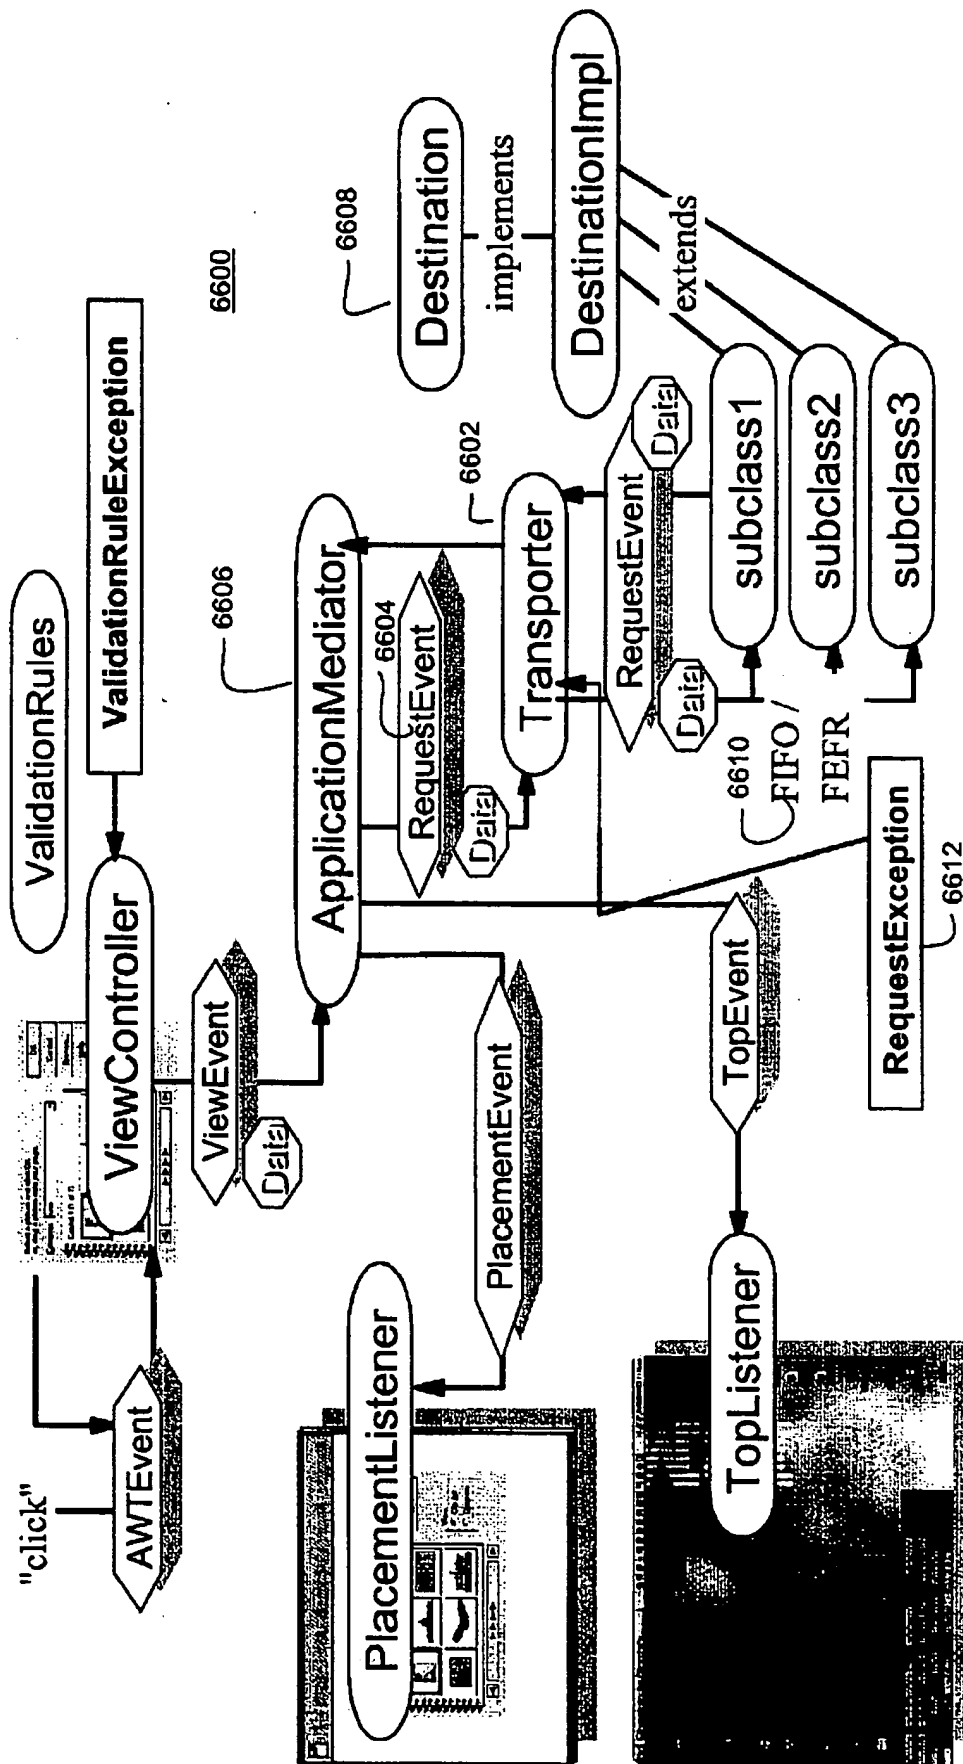 "click"
AWTEvent
ViewController
ValidationRules
ValidationRuleException
ViewEvent
Data
6600
6606
ApplicationMediator
PlacementListener
PlacementEvent
RequestEvent
6604
Data
6602
Transporter
6608
Destination
implements
DestinationImpl
extends
RequestEvent
Data
Data
subclass1
subclass2
subclass3
6610
FIFO /
FEFR
TopListener
TopEvent
RequestException
6612